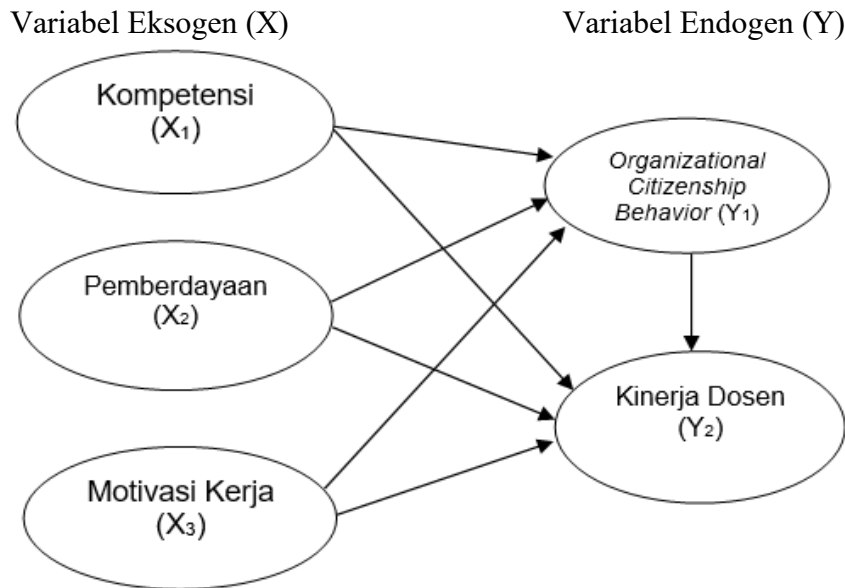 Variabel Eksogen (X)
Variabel Endogen (Y)
Kompetensi
(X₁)
Organizational
Citizenship
Behavior (Y₁)
Pemberdayaan
(X₂)
Kinerja Dosen
(Y₂)
Motivasi Kerja
(X₃)